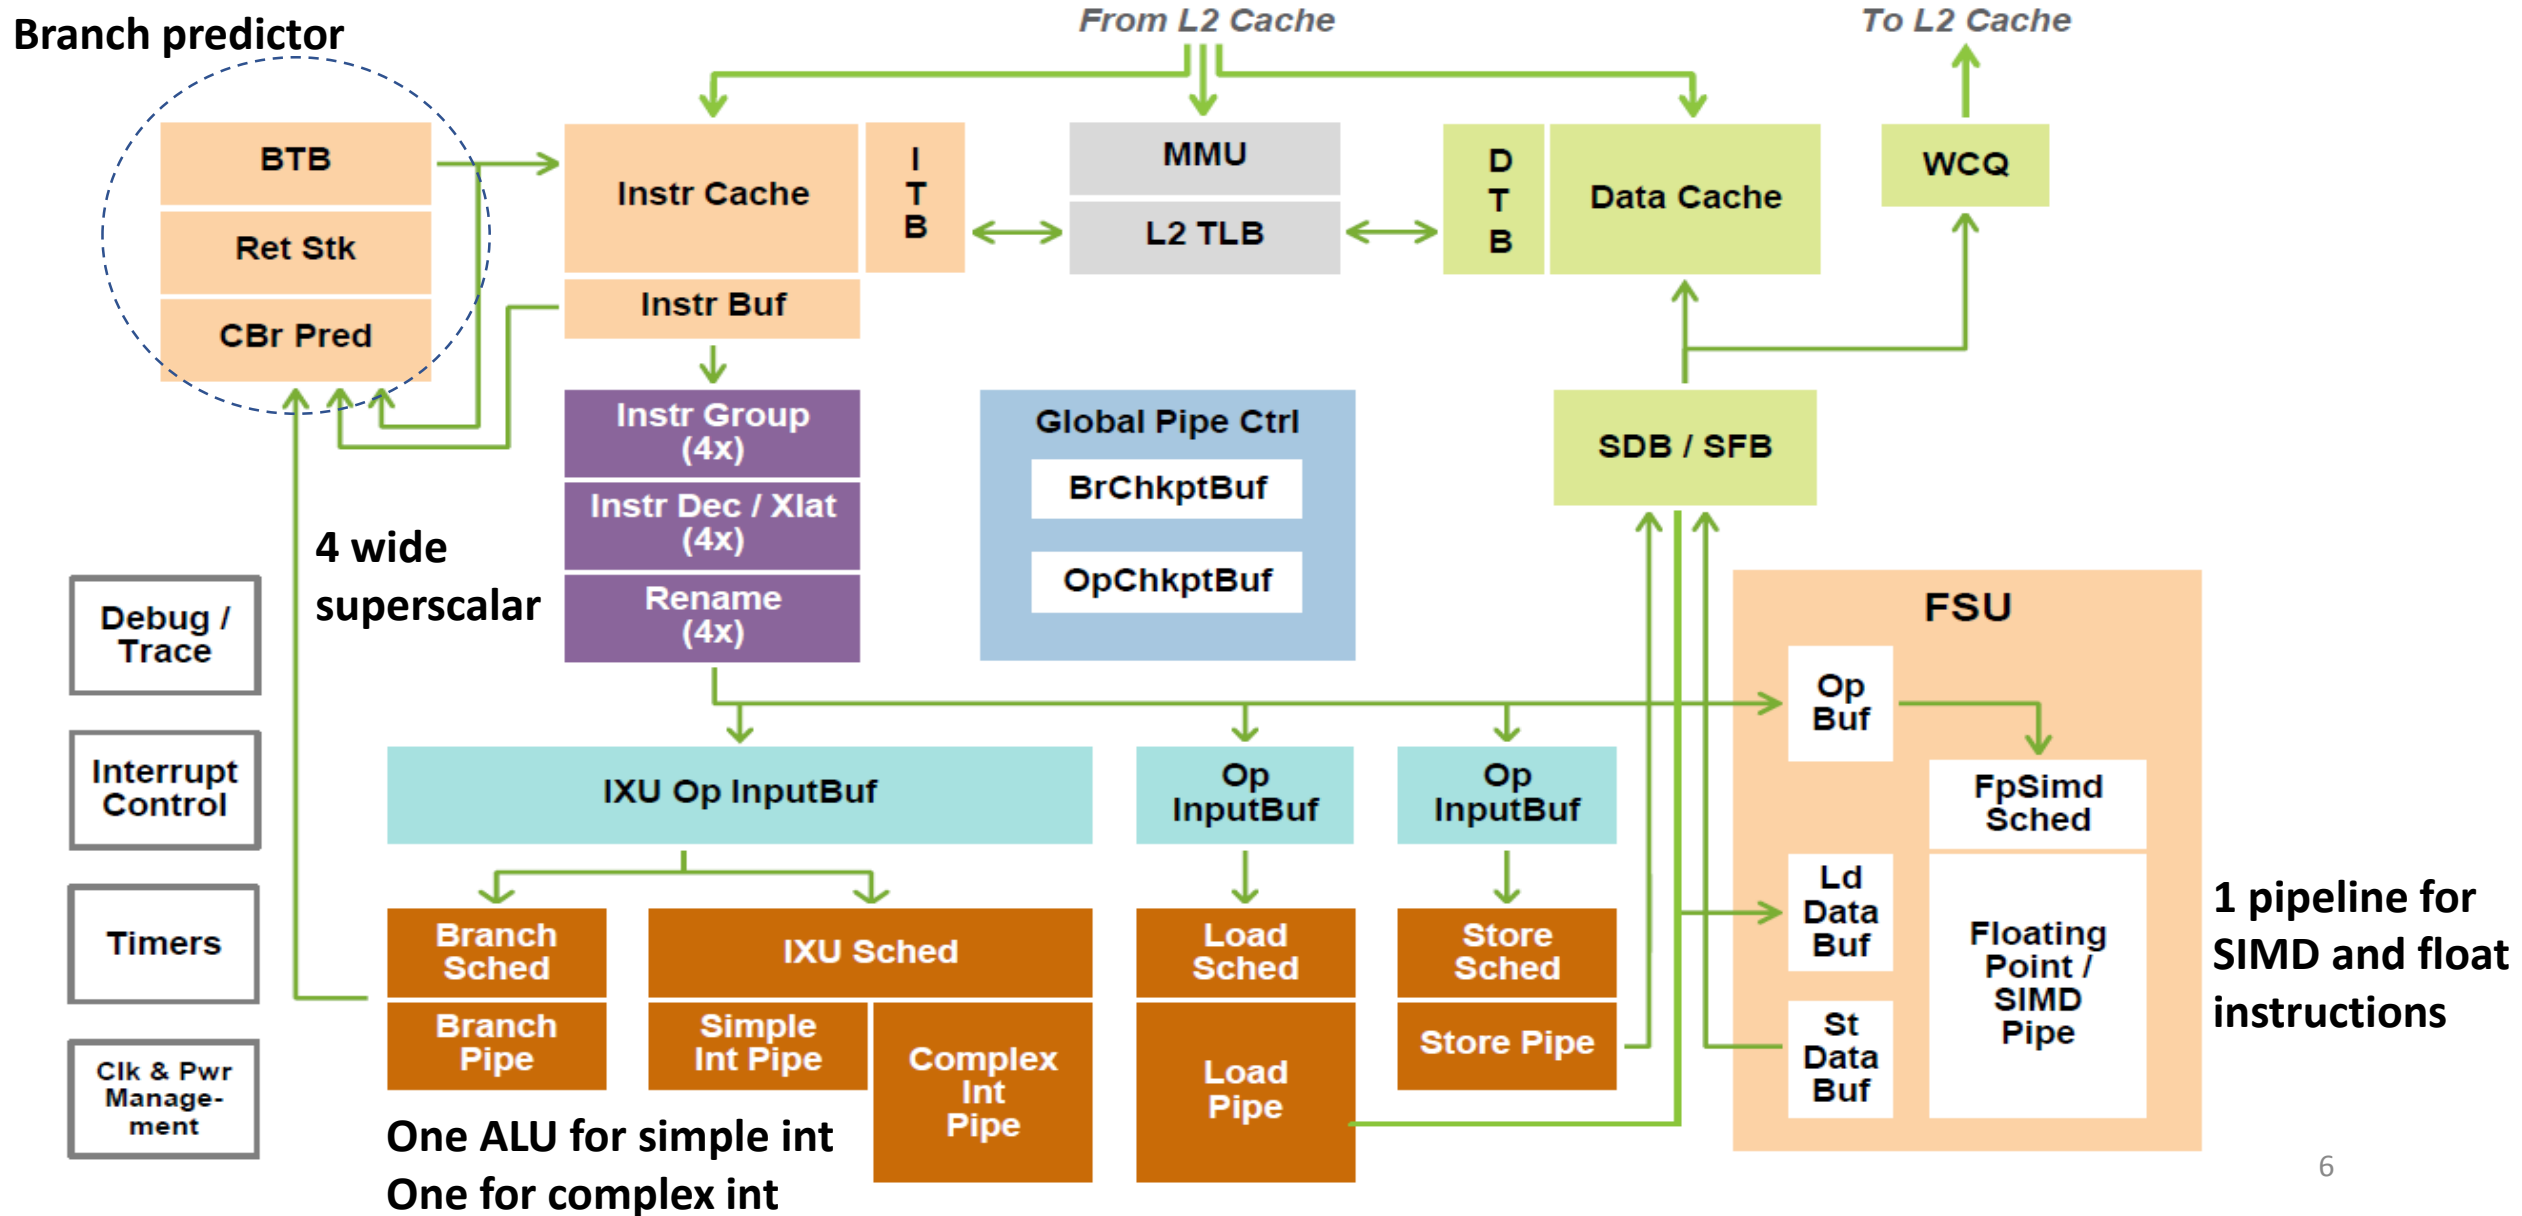 Branch predictor
From L2 Cache
To L2 Cache
BTB
Ret Stk
CBr Pred
Instr Cache
I
T
B
Instr Buf
MMU
L2 TLB
D
T
B
Data Cache
WCQ
Instr Group
(4x)
Instr Dec / Xlat
(4x)
Rename
(4x)
4 wide
superscalar
Global Pipe Ctrl
BrChkptBuf
OpChkptBuf
SDB / SFB
Debug /
Trace
Interrupt
Control
Timers
Clk & Pwr
Manage-
ment
IXU Op InputBuf
Op
InputBuf
Op
InputBuf
Branch
Sched
Branch
Pipe
IXU Sched
Simple
Int Pipe
Complex
Int
Pipe
Load
Sched
Load
Pipe
Store
Sched
Store Pipe
FSU
Op
Buf
FpSimd
Sched
Ld
Data
Buf
Floating
Point /
SIMD
Pipe
St
Data
Buf
1 pipeline for
SIMD and float
instructions
One ALU for simple int
One for complex int
6